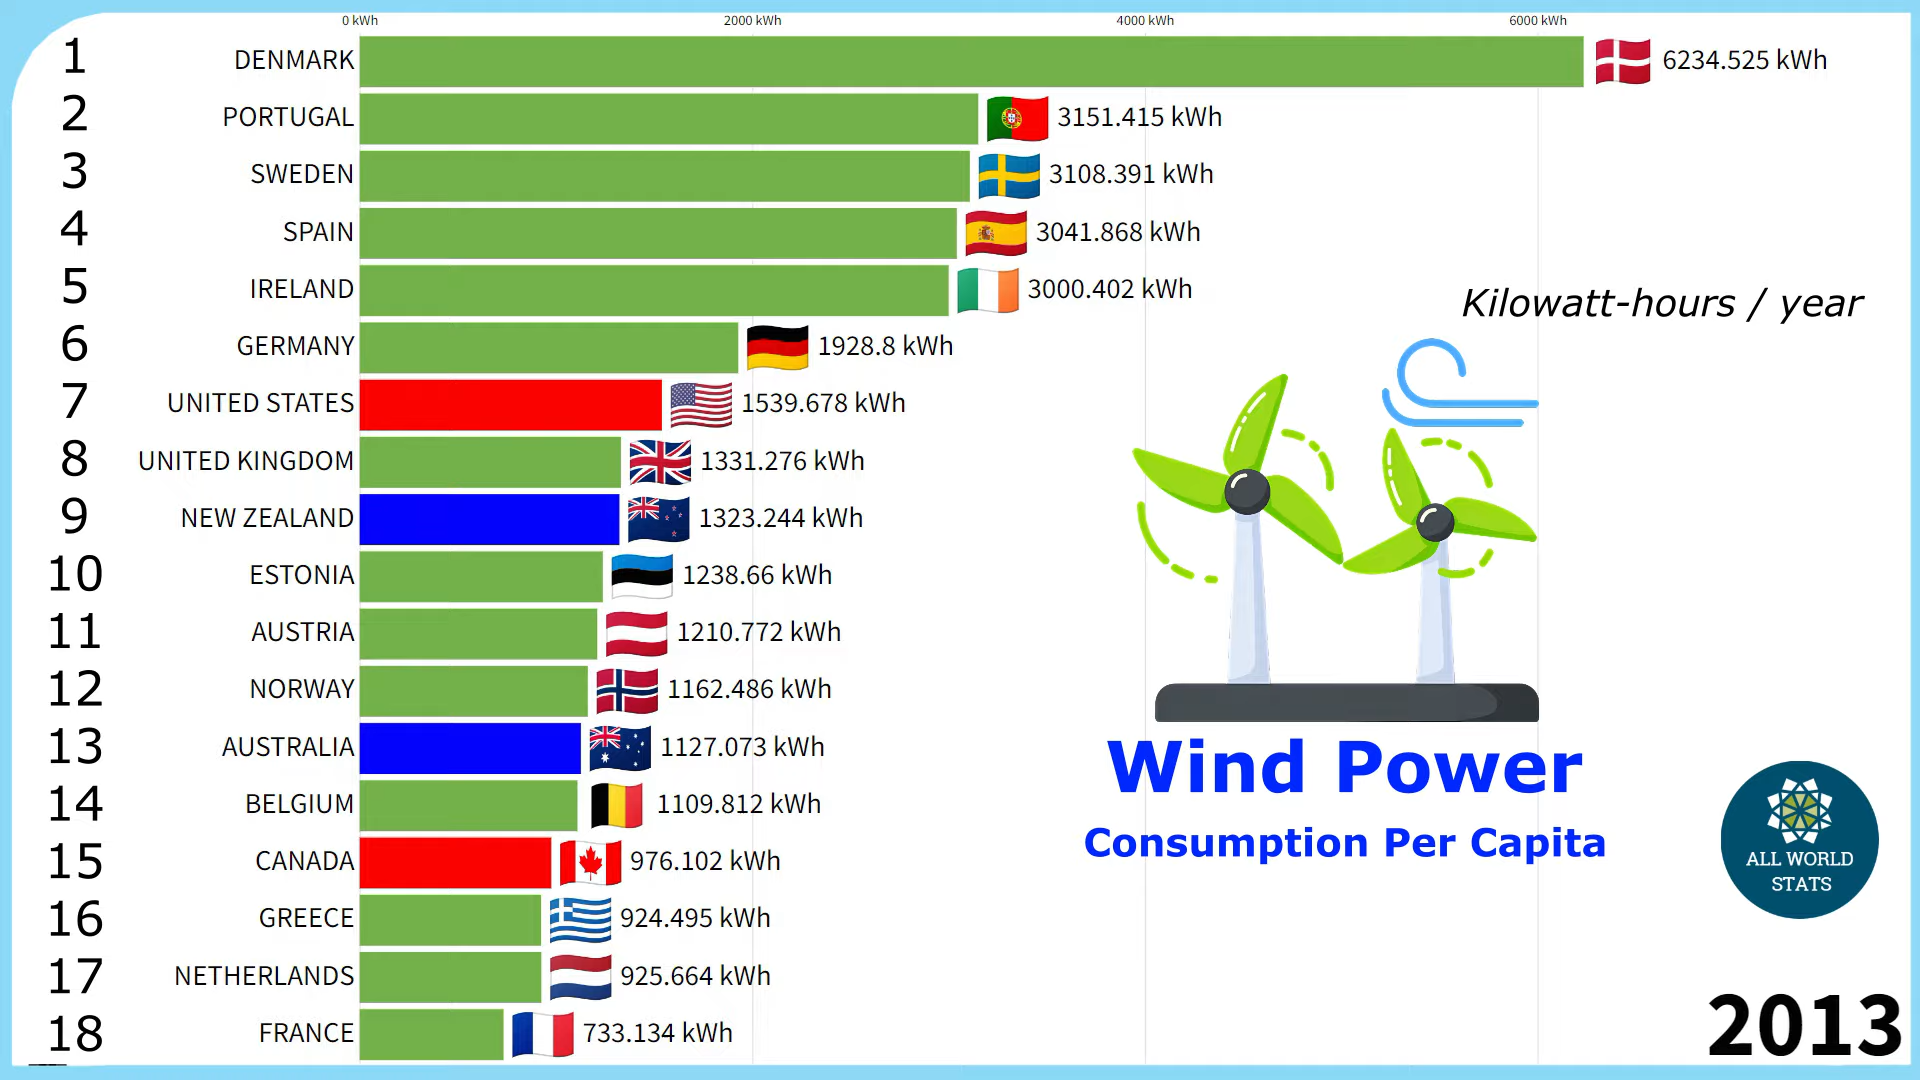 0 kWh 2000 kWh 4000 kWh 6000 kWh
1 DENMARK 6234.525 kWh
2 PORTUGAL 3151.415 kWh
3 SWEDEN 3108.391 kWh
4 SPAIN 3041.868 kWh
5 IRELAND 3000.402 kWh
Kilowatt-hours / year
6 GERMANY 1928.8 kWh
7 UNITED STATES 1539.678 kWh
8 UNITED KINGDOM 1331.276 kWh
9 NEW ZEALAND 1323.244 kWh
10 ESTONIA 1238.66 kWh
11 AUSTRIA 1210.772 kWh
12 NORWAY 1162.486 kWh
13 AUSTRALIA 1127.073 kWh
Wind Power
14 BELGIUM 1109.812 kWh
Consumption Per Capita
15 CANADA 976.102 kWh
ALL WORLD
STATS
16 GREECE 924.495 kWh
17 NETHERLANDS 925.664 kWh
18 FRANCE 733.134 kWh
2013